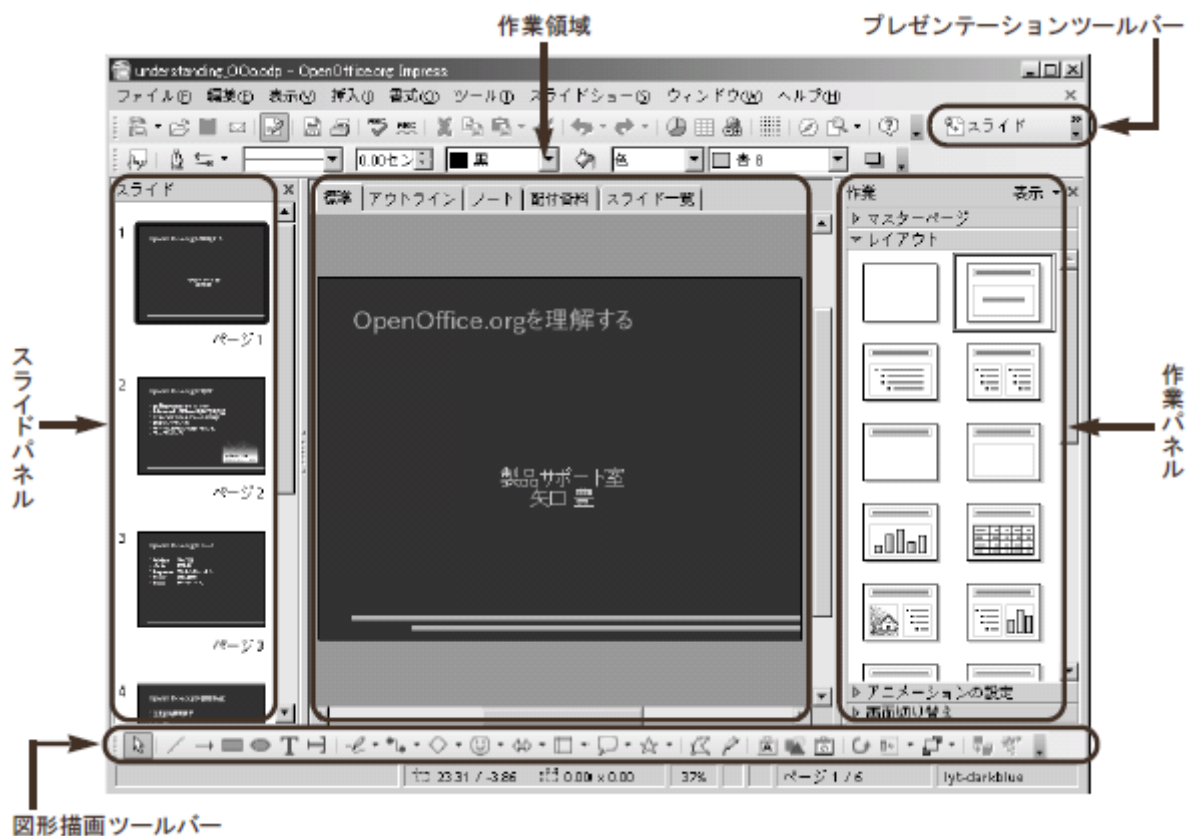 作業領域
プレゼンテーションツールバー
understanding_OOo.odp - OpenOffice.org Impress
ファイル(F) 編集(E) 表示(V) 挿入(I) 書式(O) ツール(T) スライドショー(S) ウィンドウ(W) ヘルプ(H)
スライド
0.00センチ 黒 色 青 8
スライド
標準 アウトライン ノート 配付資料 スライド一覧
作業 表示
マスターページ
レイアウト
1
ページ 1
2
ページ 2
3
ページ 3
4
OpenOffice.orgを理解する
製品サポート室
矢口 豊
スライドパネル
作業パネル
アニメーションの設定
画面切り替え
23.31 / -3.86 0.00 x 0.00 37% ページ 1 / 6 lyt-darkblue
図形描画ツールバー